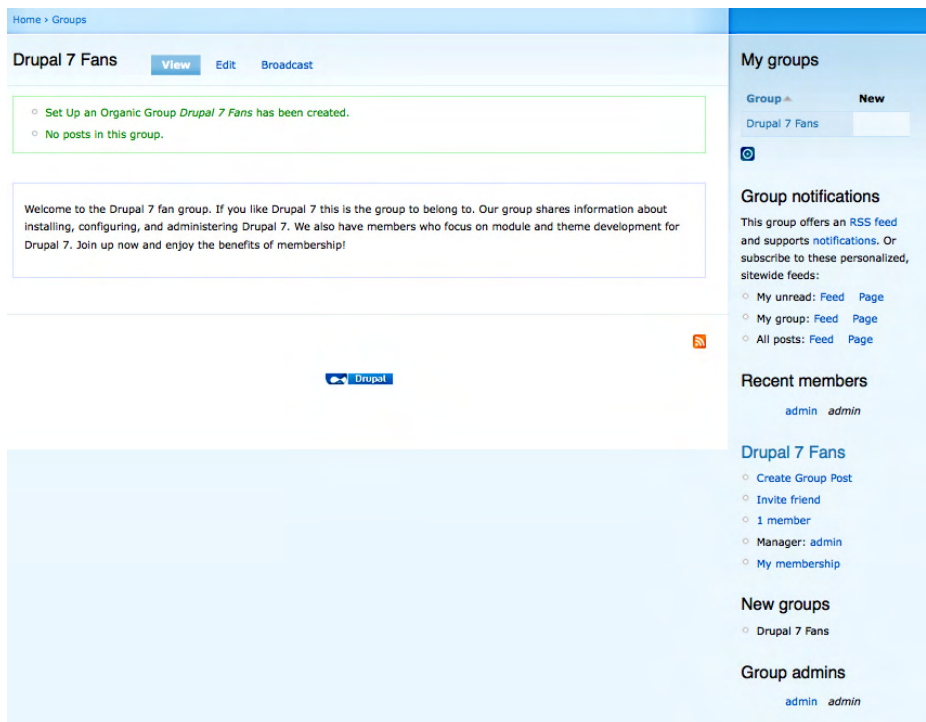 Home › Groups
Drupal 7 Fans
View Edit Broadcast
Set Up an Organic Group Drupal 7 Fans has been created.
No posts in this group.
Welcome to the Drupal 7 fan group. If you like Drupal 7 this is the group to belong to. Our group shares information about
installing, configuring, and administering Drupal 7. We also have members who focus on module and theme development for
Drupal 7. Join up now and enjoy the benefits of membership!
Drupal
My groups
Group New
Drupal 7 Fans
Group notifications
This group offers an RSS feed
and supports notifications. Or
subscribe to these personalized,
sitewide feeds:
My unread: Feed Page
My group: Feed Page
All posts: Feed Page
Recent members
admin admin
Drupal 7 Fans
Create Group Post
Invite friend
1 member
Manager: admin
My membership
New groups
Drupal 7 Fans
Group admins
admin admin